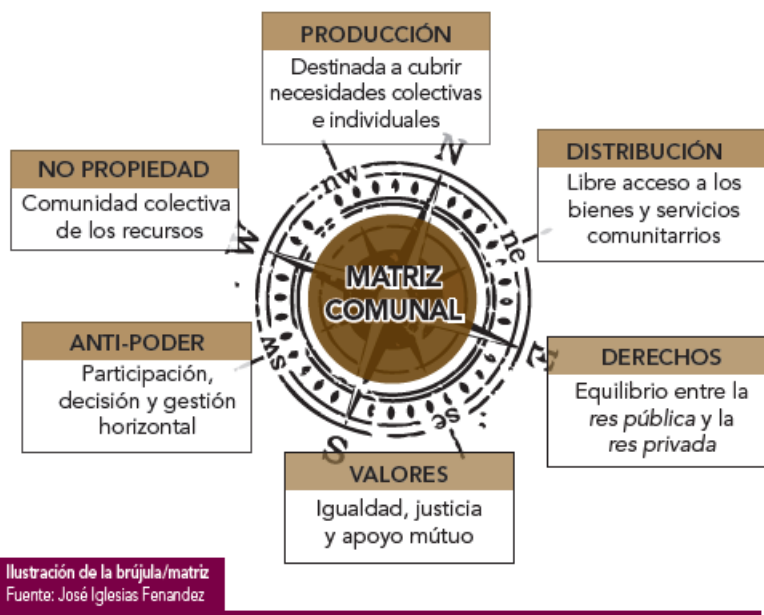 PRODUCCIÓN
Destinada a cubrir
necesidades colectivas
e individuales
NO PROPIEDAD
Comunidad colectiva
de los recursos
DISTRIBUCIÓN
Libre acceso a los
bienes y servicios
comunitarrios
N
nw
ne
W
MATRIZ
COMUNAL
E
sw
se
S
ANTI-PODER
Participación,
decisión y gestión
horizontal
DERECHOS
Equilibrio entre la
res pública y la
res privada
VALORES
Igualdad, justicia
y apoyo mútuo
Ilustración de la brújula/matriz
Fuente: José Iglesias Fenandez